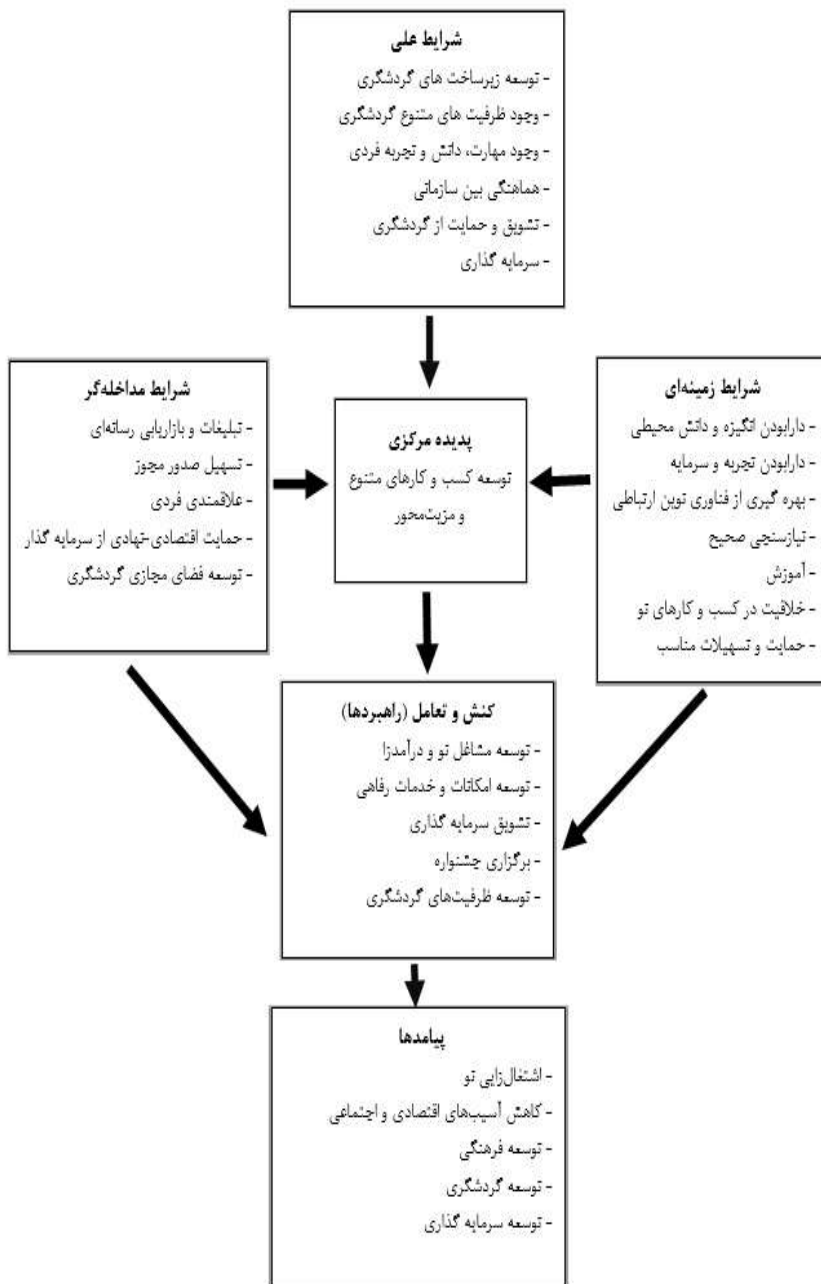 شرایط علی
- توسعه زیرساخت های گردشگری
- وجود ظرفیت های متنوع گردشگری
- وجود مهارت، دانش و تجربه فردی
- هماهنگی بین سازمانی
- تشویق و حمایت از گردشگری
- سرمایه گذاری
شرایط زمینه‌ای
- دارابودن انگیزه و دانش محیطی
- دارابودن تجربه و سرمایه
- بهره گیری از فناوری نوین ارتباطی
- نیازسنجی صحیح
- آموزش
- خلاقیت در کسب و کارهای نو
- حمایت و تسهیلات مناسب
پدیده مرکزی
توسعه کسب و کارهای متنوع
و مزیت‌محور
شرایط مداخله‌گر
- تبلیغات و بازاریابی رسانه‌ای
- تسهیل صدور مجوز
- علاقمندی فردی
- حمایت اقتصادی-نهادی از سرمایه گذار
- توسعه فضای مجازی گردشگری
کنش و تعامل (راهبردها)
- توسعه مشاغل نو و درآمدزا
- توسعه امکانات و خدمات رفاهی
- تشویق سرمایه گذاری
- برگزاری جشنواره
- توسعه ظرفیت‌های گردشگری
پیامدها
- اشتغال‌زایی نو
- کاهش آسیب‌های اقتصادی و اجتماعی
- توسعه فرهنگی
- توسعه گردشگری
- توسعه سرمایه گذاری